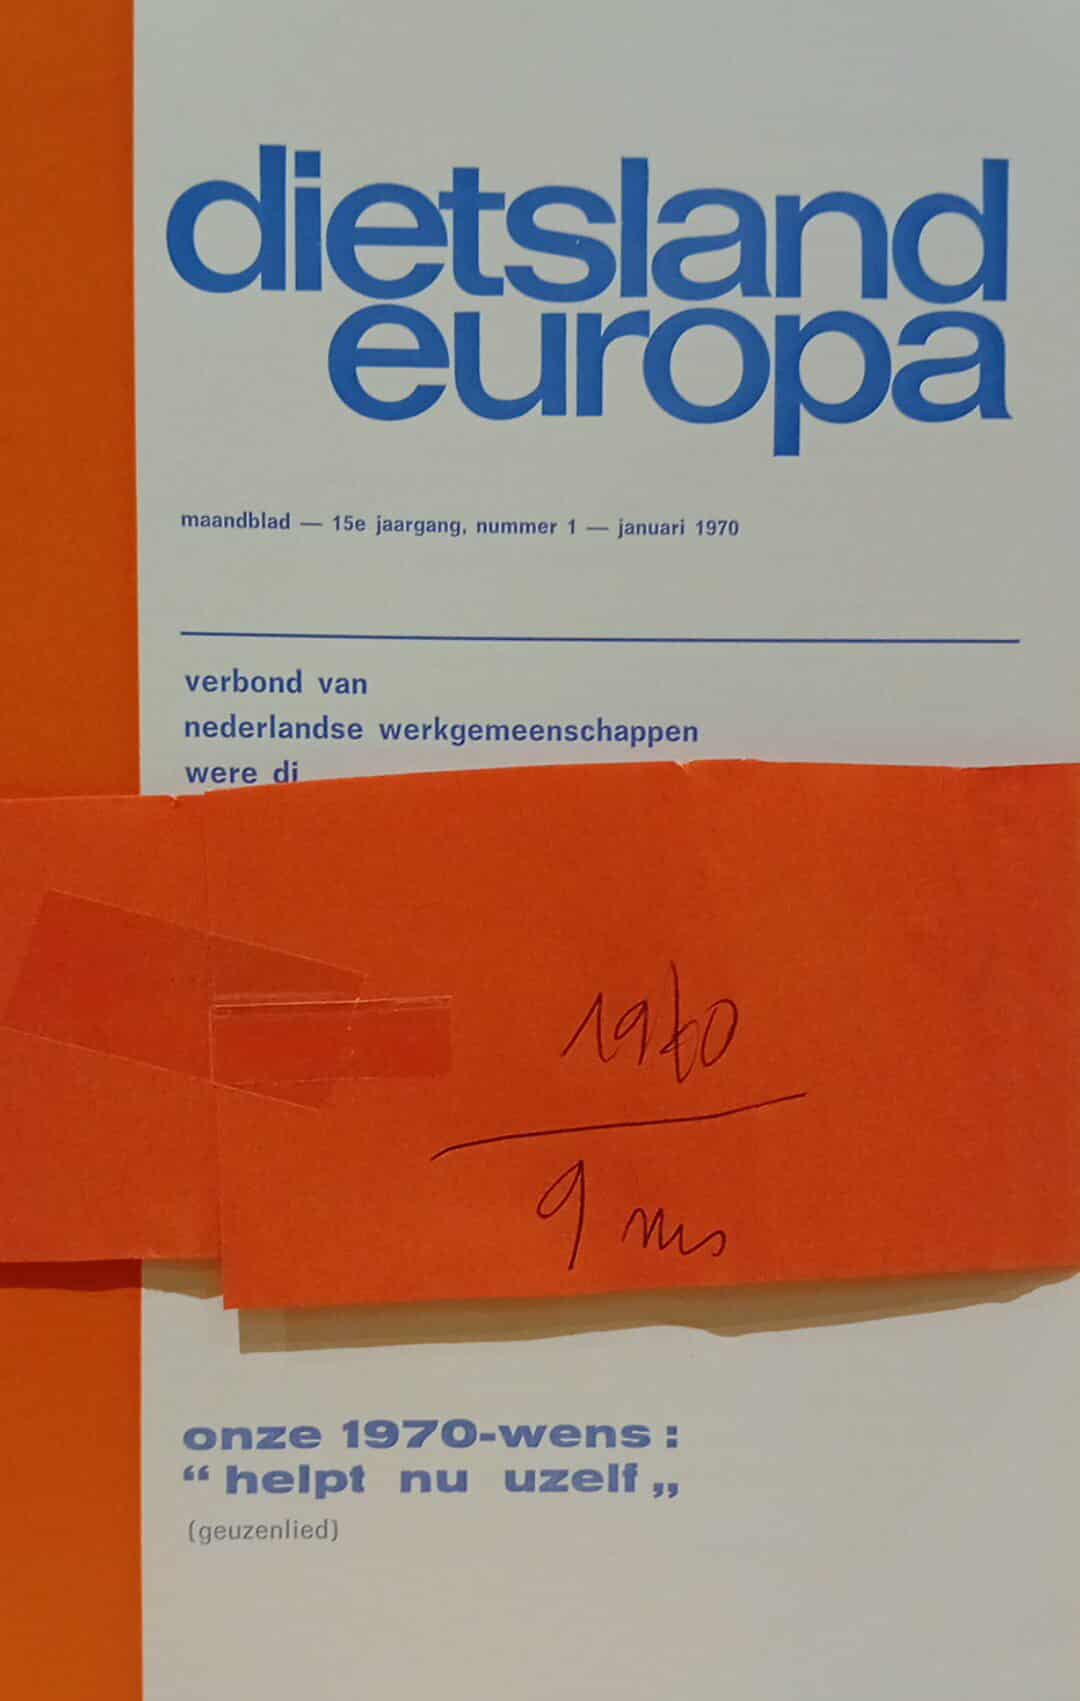 dietsland
europa
maandblad — 15e jaargang, nummer 1 — januari 1970
verbond van
nederlandse werkgemeenschappen
were di
1970
9 nrs
onze 1970-wens :
“ helpt nu uzelf „
(geuzenlied)